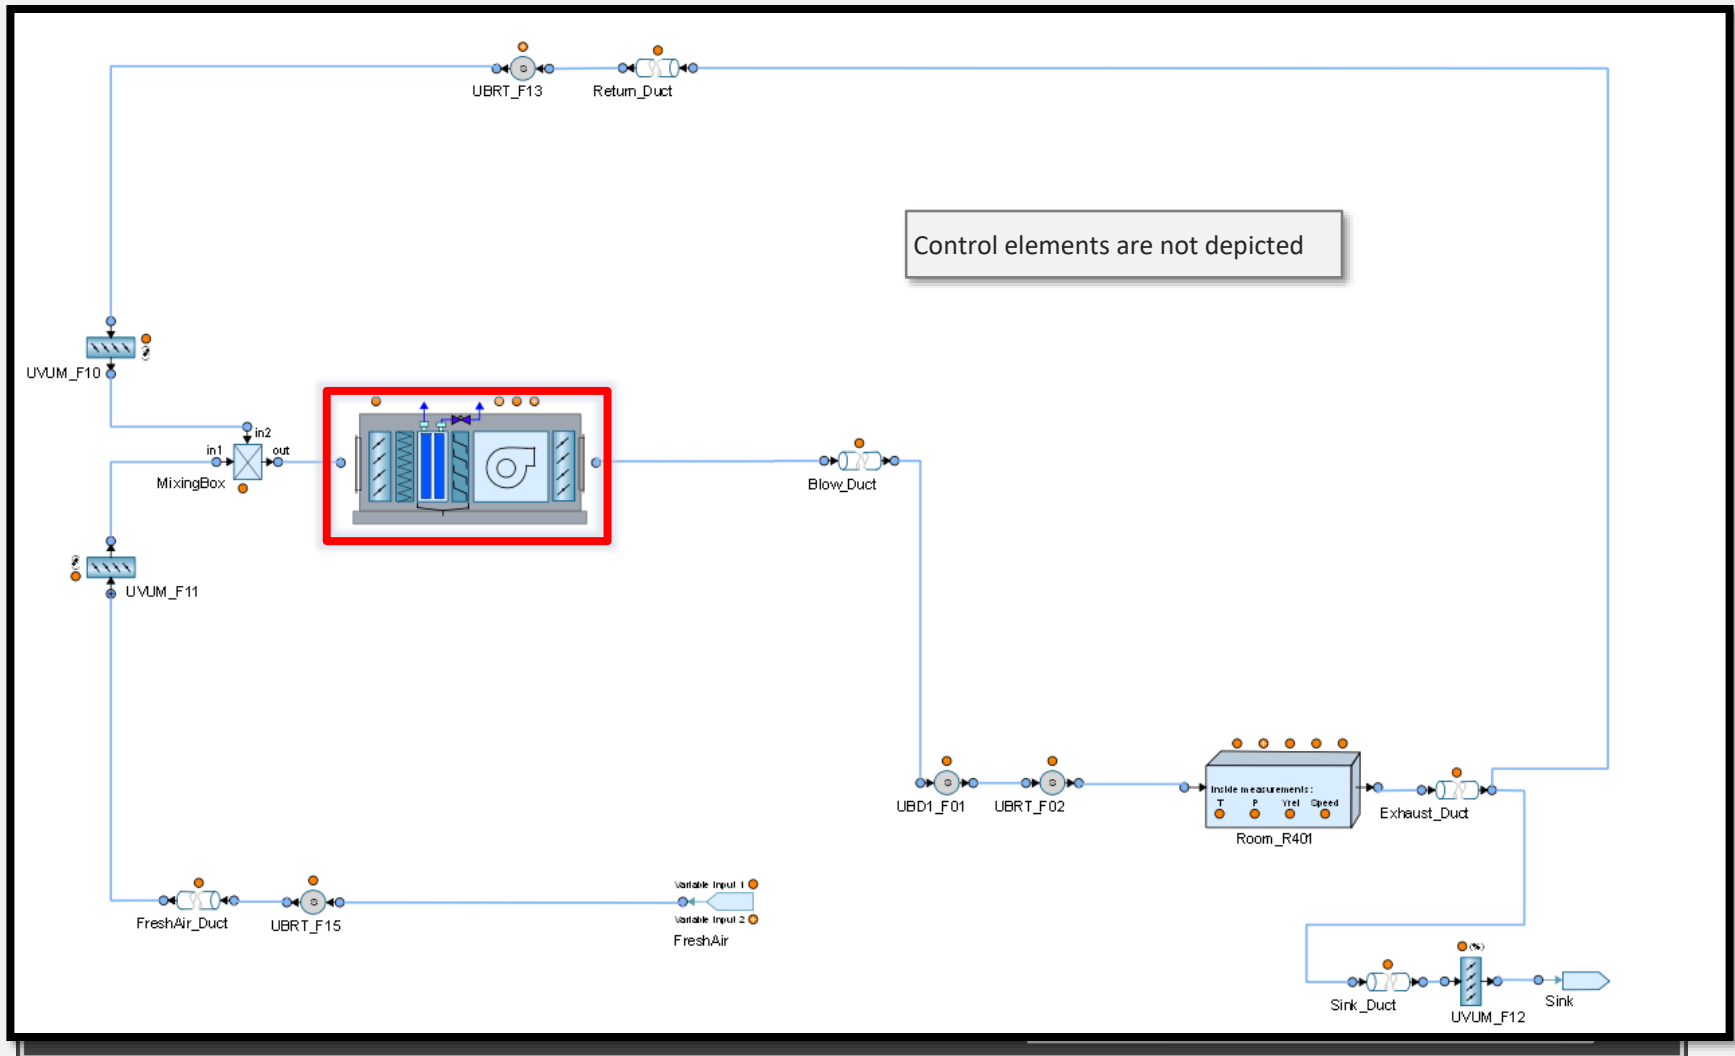 UBRT_F13
Return_Duct
Control elements are not depicted
UVUM_F10
in2
in1
out
MixingBox
Blow_Duct
UVUM_F11
Inside measurements:
T P Yrel Speed
UBD1_F01
UBRT_F02
Exhaust_Duct
Room_R401
Variable Input 1
Variable Input 2
FreshAir_Duct
UBRT_F15
FreshAir
(%)
Sink_Duct
Sink
UVUM_F12